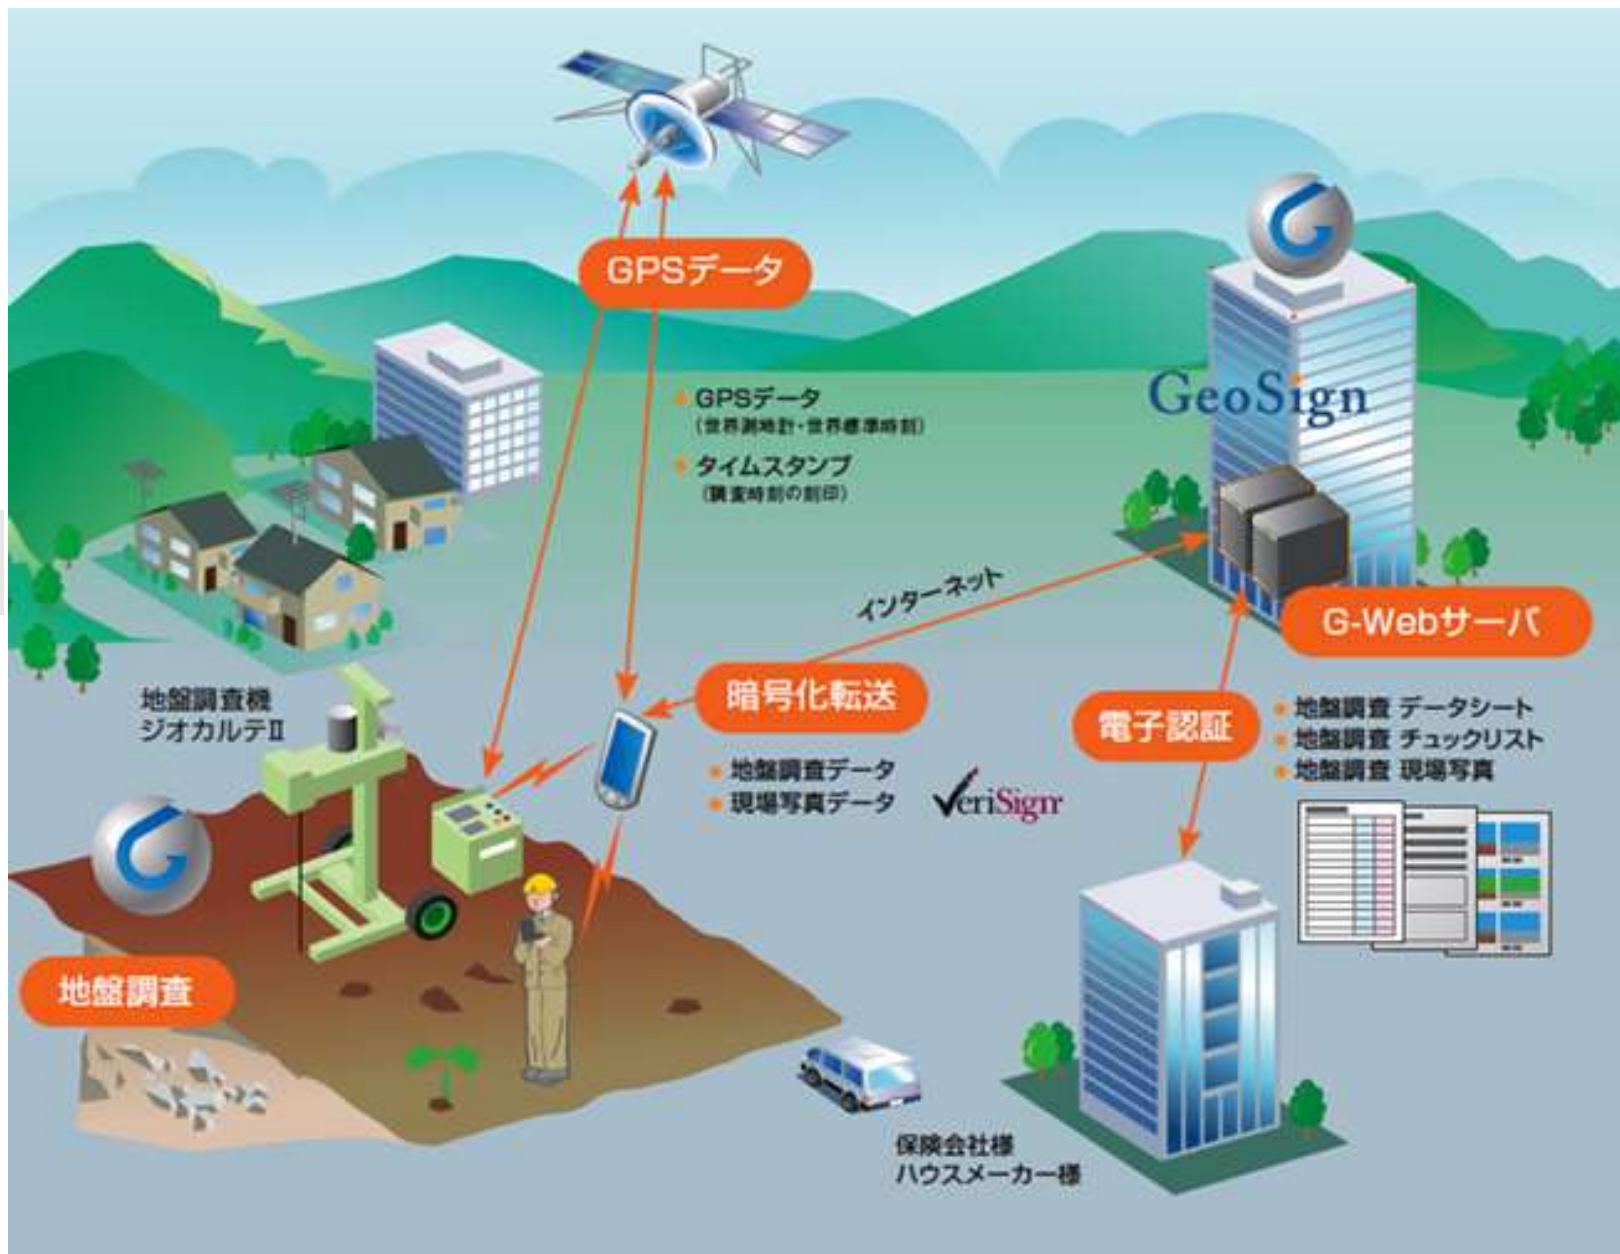 GPSデータ
GPSデータ
(世界測地計・世界標準時刻)
タイムスタンプ
(調査時刻の刻印)
GeoSign
インターネット
G-Webサーバ
地盤調査機
ジオカルテⅡ
暗号化転送
地盤調査データ
現場写真データ
VeriSign
電子認証
地盤調査 データシート
地盤調査 チェックリスト
地盤調査 現場写真
地盤調査
保険会社様
ハウスメーカー様